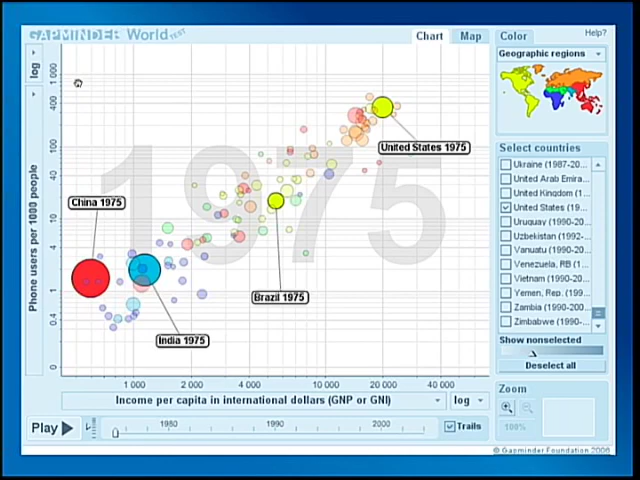 GAPMINDER World TEST
Chart
Map
Color
Help?
Geographic regions
log
1 000
400
100
40
10
4
1
0.4
0
Phone users per 1000 people
1975
United States 1975
China 1975
Brazil 1975
India 1975
Select countries
Ukraine (1987-20...
United Arab Emira...
United Kingdom (1...
United States (19...
Uruguay (1990-20...
Uzbekistan (1992-...
Vanuatu (1990-20...
Venezuela, RB (1...
Vietnam (1990-20...
Yemen, Rep. (199...
Zambia (1990-200...
Zimbabwe (1990-...
Show nonselected
Deselect all
1 000
2 000
4 000
10 000
20 000
40 000
Income per capita in international dollars (GNP or GNI)
log
Zoom
100%
Play
1980
1990
2000
Trails
© Gapminder Foundation 2006